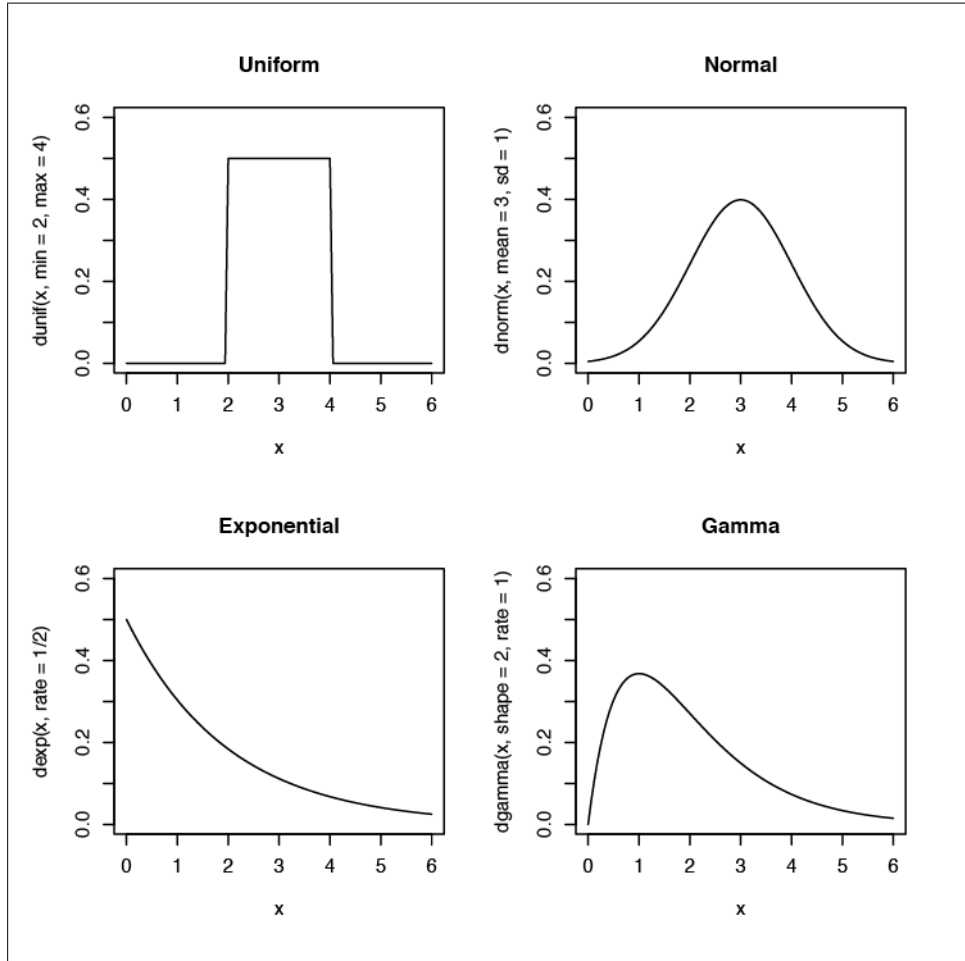 Uniform
dunif(x, min = 2, max = 4)
0.0 0.2 0.4 0.6
0 1 2 3 4 5 6
x
Normal
dnorm(x, mean = 3, sd = 1)
0.0 0.2 0.4 0.6
0 1 2 3 4 5 6
x
Exponential
dexp(x, rate = 1/2)
0.0 0.2 0.4 0.6
0 1 2 3 4 5 6
x
Gamma
dgamma(x, shape = 2, rate = 1)
0.0 0.2 0.4 0.6
0 1 2 3 4 5 6
x